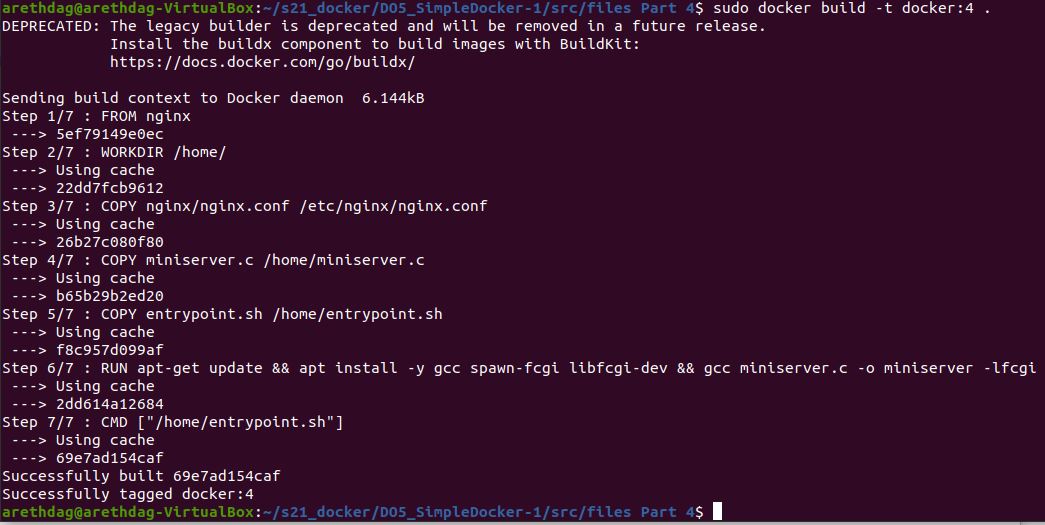 arethdag@arethdag-VirtualBox:~/s21_docker/DO5_SimpleDocker-1/src/files Part 4$ sudo docker build -t docker:4 .
DEPRECATED: The legacy builder is deprecated and will be removed in a future release.
            Install the buildx component to build images with BuildKit:
            https://docs.docker.com/go/buildx/

Sending build context to Docker daemon  6.144kB
Step 1/7 : FROM nginx
 ---> 5ef79149e0ec
Step 2/7 : WORKDIR /home/
 ---> Using cache
 ---> 22dd7fcb9612
Step 3/7 : COPY nginx/nginx.conf /etc/nginx/nginx.conf
 ---> Using cache
 ---> 26b27c080f80
Step 4/7 : COPY miniserver.c /home/miniserver.c
 ---> Using cache
 ---> b65b29b2ed20
Step 5/7 : COPY entrypoint.sh /home/entrypoint.sh
 ---> Using cache
 ---> f8c957d099af
Step 6/7 : RUN apt-get update && apt install -y gcc spawn-fcgi libfcgi-dev && gcc miniserver.c -o miniserver -lfcgi
 ---> Using cache
 ---> 2dd614a12684
Step 7/7 : CMD ["/home/entrypoint.sh"]
 ---> Using cache
 ---> 69e7ad154caf
Successfully built 69e7ad154caf
Successfully tagged docker:4
arethdag@arethdag-VirtualBox:~/s21_docker/DO5_SimpleDocker-1/src/files Part 4$